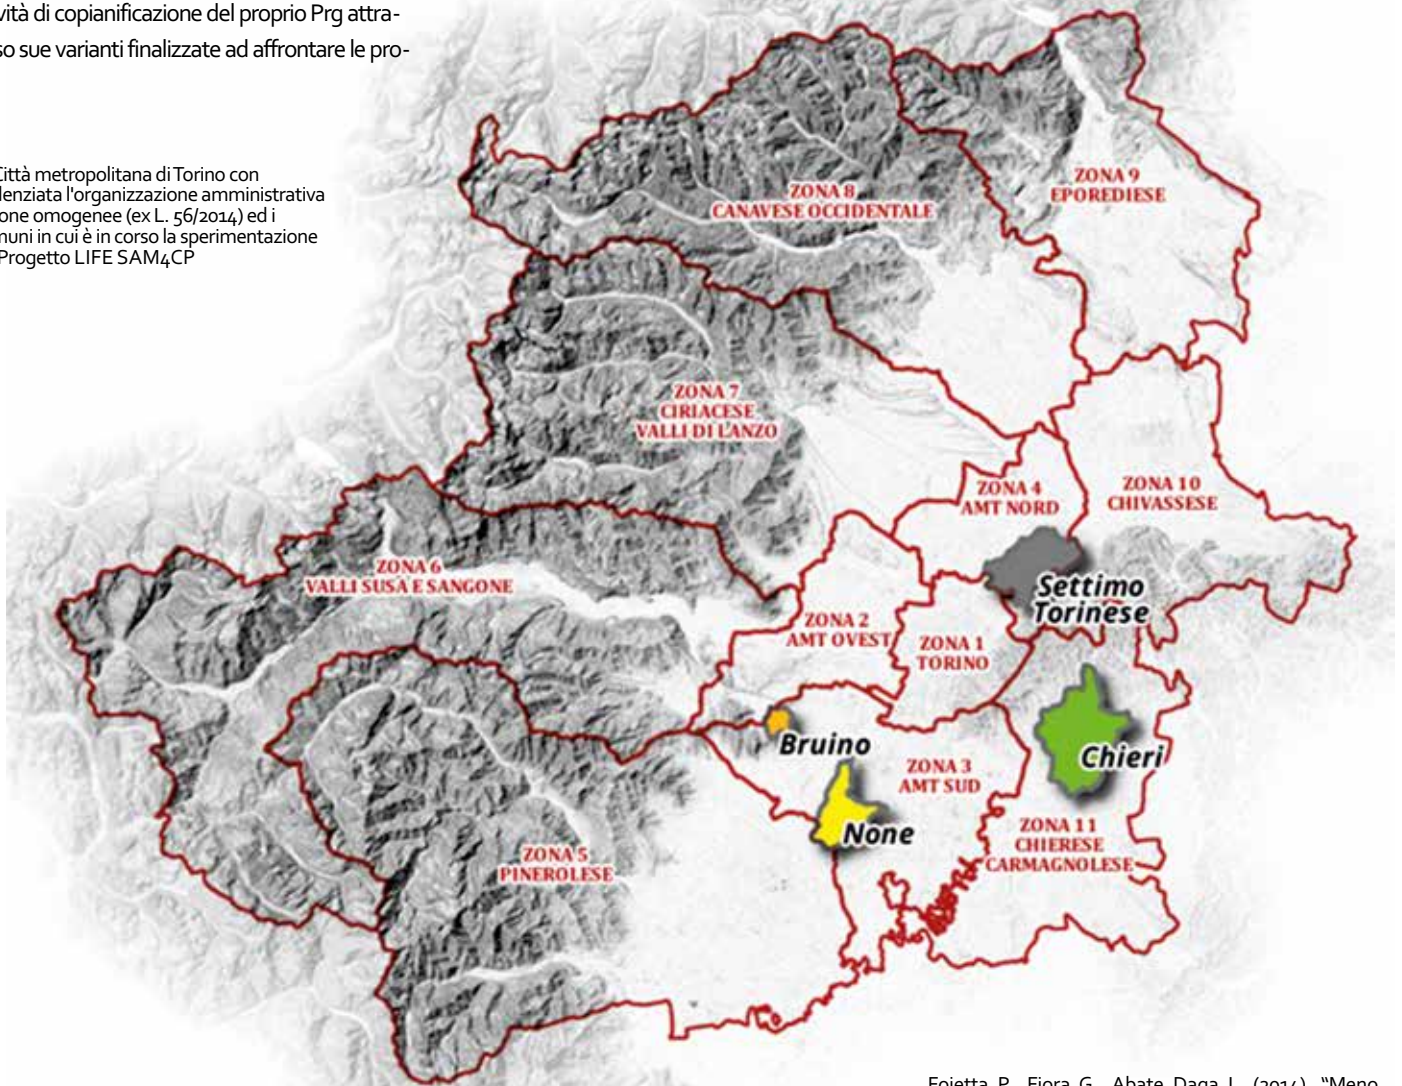 vità di copianificazione del proprio Prg attra-
so sue varianti finalizzate ad affrontare le pro-
Città metropolitana di Torino con
denziata l'organizzazione amministrativa
one omogenee (ex L. 56/2014) ed i
muni in cui è in corso la sperimentazione
Progetto LIFE SAM4CP
ZONA 8
CANAVESE OCCIDENTALE
ZONA 9
EPOREDIESE
ZONA 7
CIRIACESE
VALLI DI LANZO
ZONA 4
AMT NORD
ZONA 10
CHIVASSESE
ZONA 6
VALLI SUSA E SANGONE
Settimo
Torinese
ZONA 2
AMT OVEST
ZONA 1
TORINO
Bruino
Chieri
ZONA 3
AMT SUD
None
ZONA 11
CHIERESE
CARMAGNOLESE
ZONA 5
PINEROLESE
Foietta P., Fiora G., Abate Daga L. (2014), “Meno